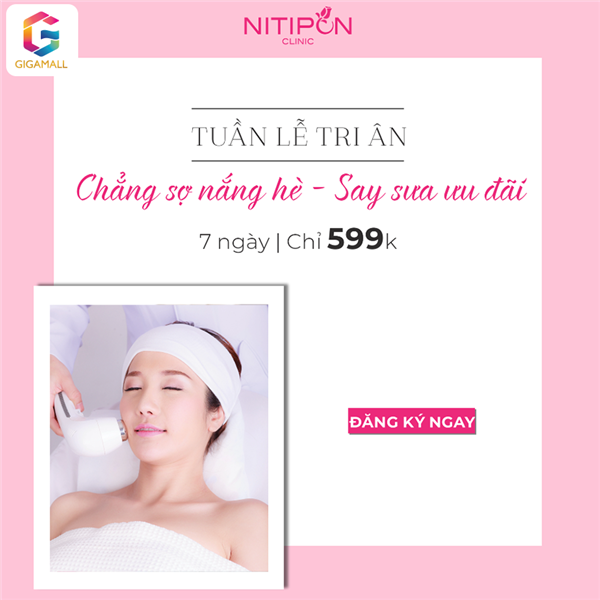 GIGAMALL
NITIPON
CLINIC
TUẦN LỄ TRI ÂN
Chẳng sợ nắng hè - Say sưa ưu đãi
7 ngày | Chỉ 599k
ĐĂNG KÝ NGAY